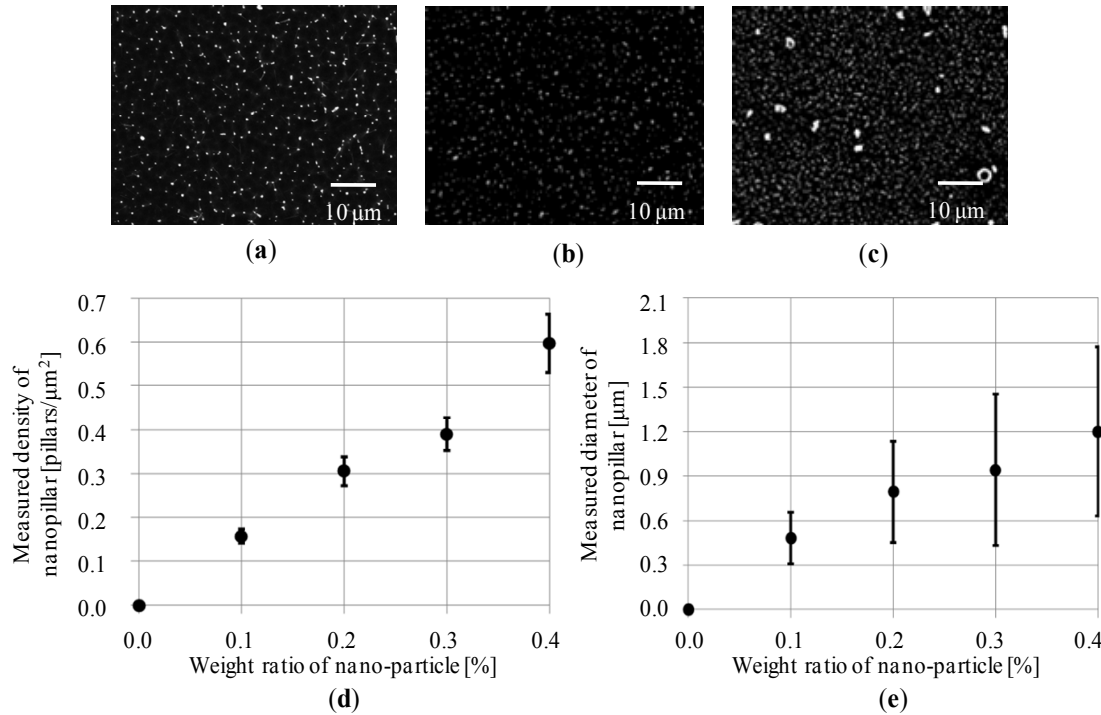 10 μm
10 μm
10 μm
(a)
(b)
(c)
Measured density of
nanopillar [pillars/μm²]
0.7
0.6
0.5
0.4
0.3
0.2
0.1
0.0
0.0 0.1 0.2 0.3 0.4
Weight ratio of nano-particle [%]
(d)
Measured diameter of
nanopillar [μm]
2.1
1.8
1.5
1.2
0.9
0.6
0.3
0.0
0.0 0.1 0.2 0.3 0.4
Weight ratio of nano-particle [%]
(e)